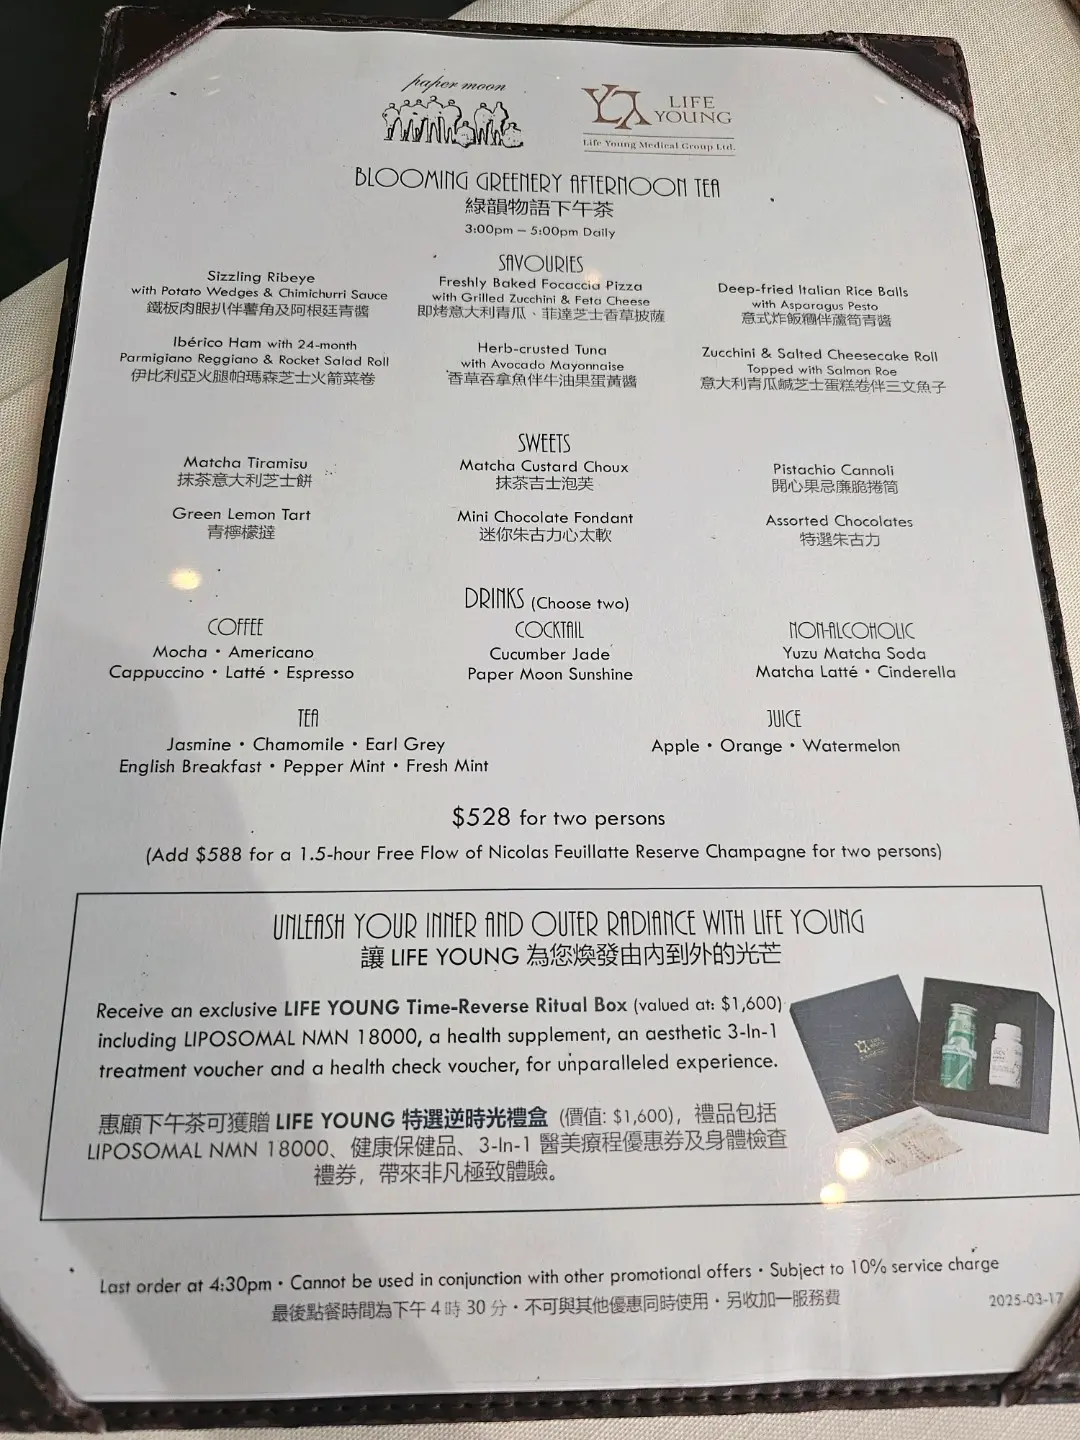 paper moon
LIFE
YOUNG
Life Young Medical Group Ltd.
BLOOMING GREENERY AFTERNOON TEA
綠韻物語下午茶
3:00pm – 5:00pm Daily
SAVOURIES
Sizzling Ribeye
with Potato Wedges & Chimichurri Sauce
鐵板肉眼扒伴薯角及阿根廷青醬
Freshly Baked Focaccia Pizza
with Grilled Zucchini & Feta Cheese
即烤意大利青瓜、菲達芝士香草披薩
Deep-fried Italian Rice Balls
with Asparagus Pesto
意式炸飯糰伴蘆筍青醬
Ibérico Ham with 24-month
Parmigiano Reggiano & Rocket Salad Roll
伊比利亞火腿帕瑪森芝士火箭菜卷
Herb-crusted Tuna
with Avocado Mayonnaise
香草吞拿魚伴牛油果蛋黃醬
Zucchini & Salted Cheesecake Roll
Topped with Salmon Roe
意大利青瓜鹹芝士蛋糕卷伴三文魚子
SWEETS
Matcha Tiramisu
抹茶意大利芝士餅
Matcha Custard Choux
抹茶吉士泡芙
Pistachio Cannoli
開心果忌廉脆捲筒
Green Lemon Tart
青檸檬撻
Mini Chocolate Fondant
迷你朱古力心太軟
Assorted Chocolates
特選朱古力
DRINKS (Choose two)
COFFEE
Mocha • Americano
Cappuccino • Latté • Espresso
COCKTAIL
Cucumber Jade
Paper Moon Sunshine
NON-ALCOHOLIC
Yuzu Matcha Soda
Matcha Latté • Cinderella
TEA
Jasmine • Chamomile • Earl Grey
English Breakfast • Pepper Mint • Fresh Mint
JUICE
Apple • Orange • Watermelon
$528 for two persons
(Add $588 for a 1.5-hour Free Flow of Nicolas Feuillatte Reserve Champagne for two persons)
UNLEASH YOUR INNER AND OUTER RADIANCE WITH LIFE YOUNG
讓 LIFE YOUNG 為您煥發由內到外的光芒
Receive an exclusive LIFE YOUNG Time-Reverse Ritual Box (valued at: $1,600)
including LIPOSOMAL NMN 18000, a health supplement, an aesthetic 3-In-1
treatment voucher and a health check voucher, for unparalleled experience.
惠顧下午茶可獲贈 LIFE YOUNG 特選逆時光禮盒 (價值: $1,600)，禮品包括
LIPOSOMAL NMN 18000、健康保健品、3-In-1 醫美療程優惠券及身體檢查
禮券，帶來非凡極致體驗。
Last order at 4:30pm • Cannot be used in conjunction with other promotional offers • Subject to 10% service charge
最後點餐時間為下午 4 時 30 分 • 不可與其他優惠同時使用 • 另收加一服務費
2025-03-17